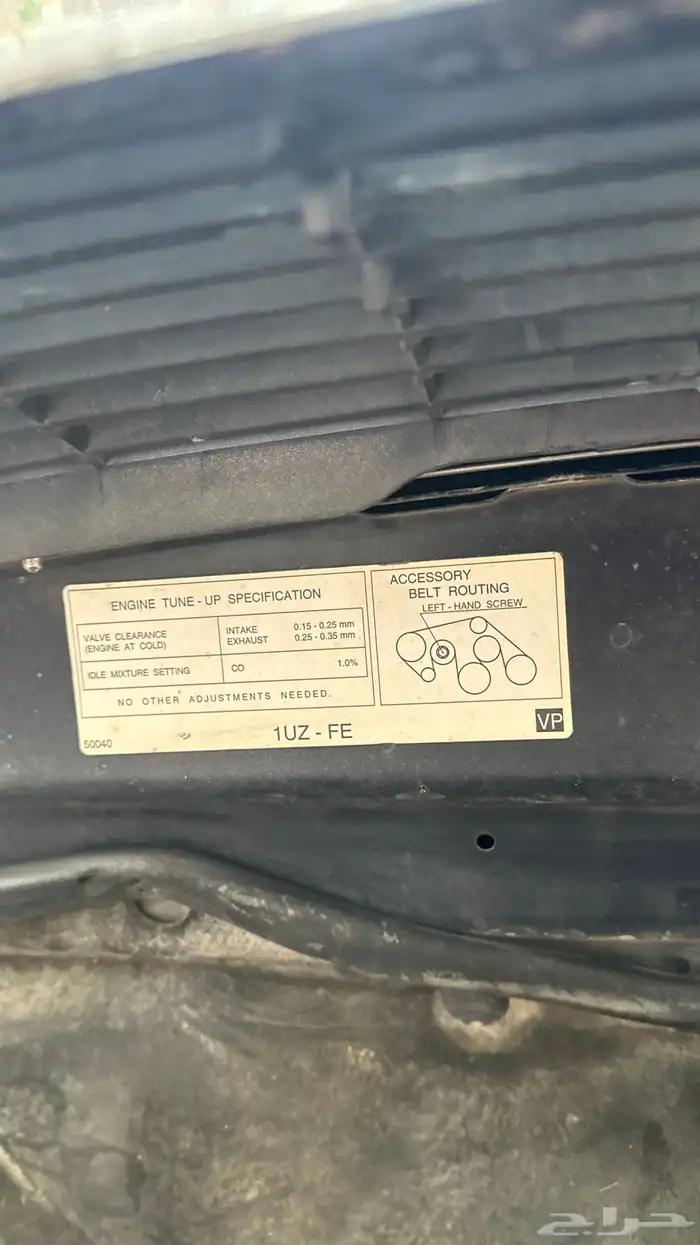 ENGINE TUNE - UP SPECIFICATION
VALVE CLEARANCE
(ENGINE AT COLD)
INTAKE 0.15 - 0.25 mm
EXHAUST 0.25 - 0.35 mm
IDLE MIXTURE SETTING
CO 1.0%
NO OTHER ADJUSTMENTS NEEDED.
ACCESSORY
BELT ROUTING
LEFT - HAND SCREW
50040
1UZ - FE
VP
حراج